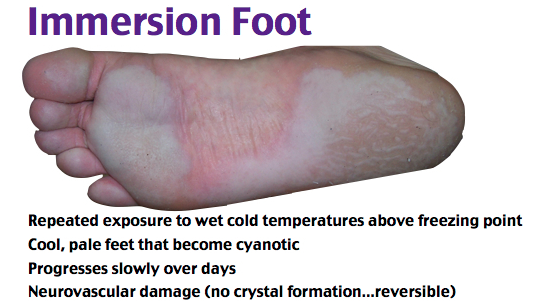 Immersion Foot
Repeated exposure to wet cold temperatures above freezing point
Cool, pale feet that become cyanotic
Progresses slowly over days
Neurovascular damage (no crystal formation...reversible)